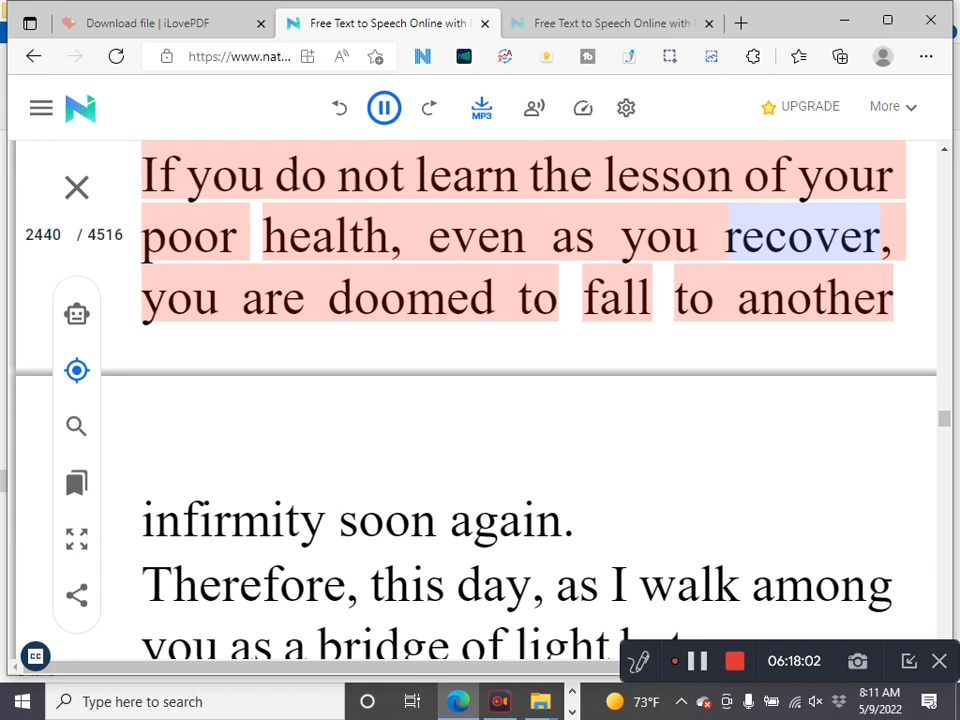 Download file | iLovePDF
Free Text to Speech Online with
Free Text to Speech Online with
https://www.nat...
MP3
UPGRADE
More
2440 / 4516
If you do not learn the lesson of your
poor health, even as you recover,
you are doomed to fall to another
infirmity soon again.
Therefore, this day, as I walk among
you as a bridge of light
CC
06:18:02
Type here to search
73°F
8:11 AM
5/9/2022